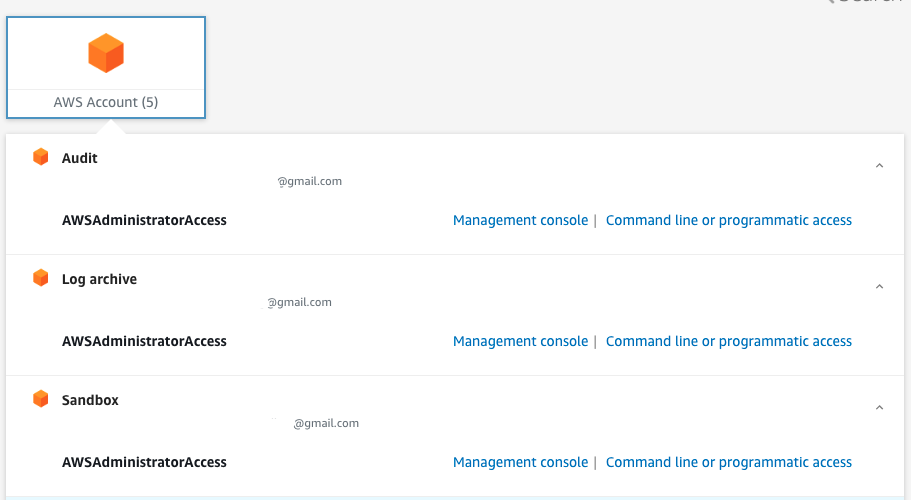 AWS Account (5)
Audit
@gmail.com
AWSAdministratorAccess Management console | Command line or programmatic access
Log archive
@gmail.com
AWSAdministratorAccess Management console | Command line or programmatic access
Sandbox
@gmail.com
AWSAdministratorAccess Management console | Command line or programmatic access